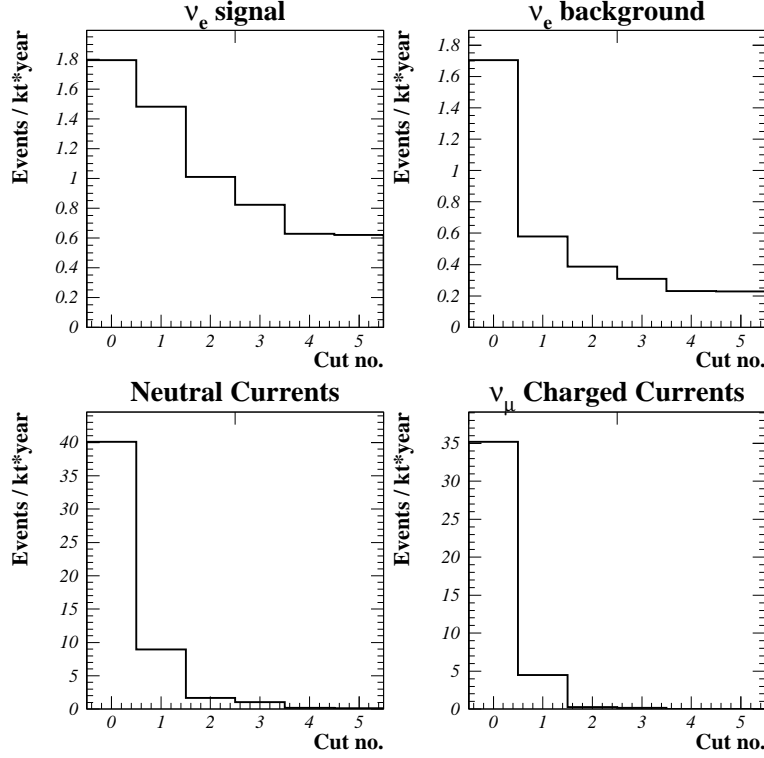 ν_e signal
Events / kt*year
1.8
1.6
1.4
1.2
1
0.8
0.6
0.4
0.2
0
0 1 2 3 4 5
Cut no.
ν_e background
Events / kt*year
1.8
1.6
1.4
1.2
1
0.8
0.6
0.4
0.2
0
0 1 2 3 4 5
Cut no.
Neutral Currents
Events / kt*year
40
35
30
25
20
15
10
5
0
0 1 2 3 4 5
Cut no.
ν_μ Charged Currents
Events / kt*year
35
30
25
20
15
10
5
0
0 1 2 3 4 5
Cut no.